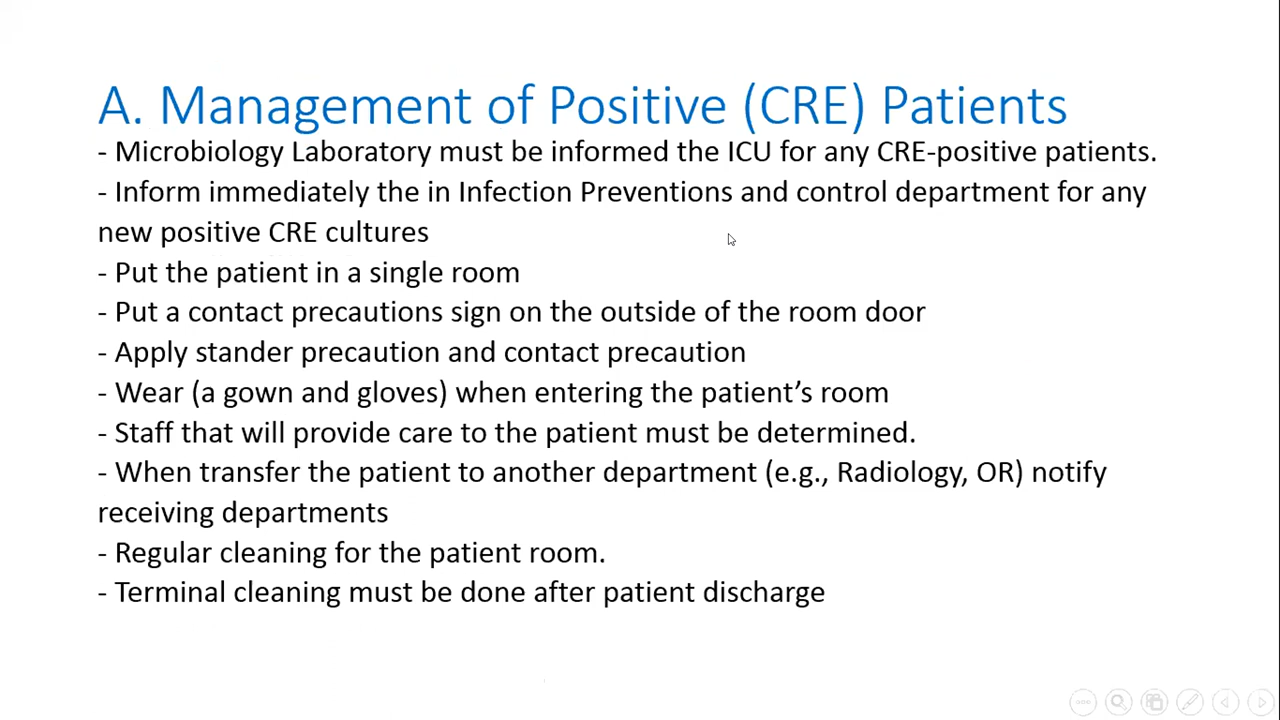 A. Management of Positive (CRE) Patients
- Microbiology Laboratory must be informed the ICU for any CRE-positive patients.
- Inform immediately the in Infection Preventions and control department for any
new positive CRE cultures
- Put the patient in a single room
- Put a contact precautions sign on the outside of the room door
- Apply stander precaution and contact precaution
- Wear (a gown and gloves) when entering the patient’s room
- Staff that will provide care to the patient must be determined.
- When transfer the patient to another department (e.g., Radiology, OR) notify
receiving departments
- Regular cleaning for the patient room.
- Terminal cleaning must be done after patient discharge